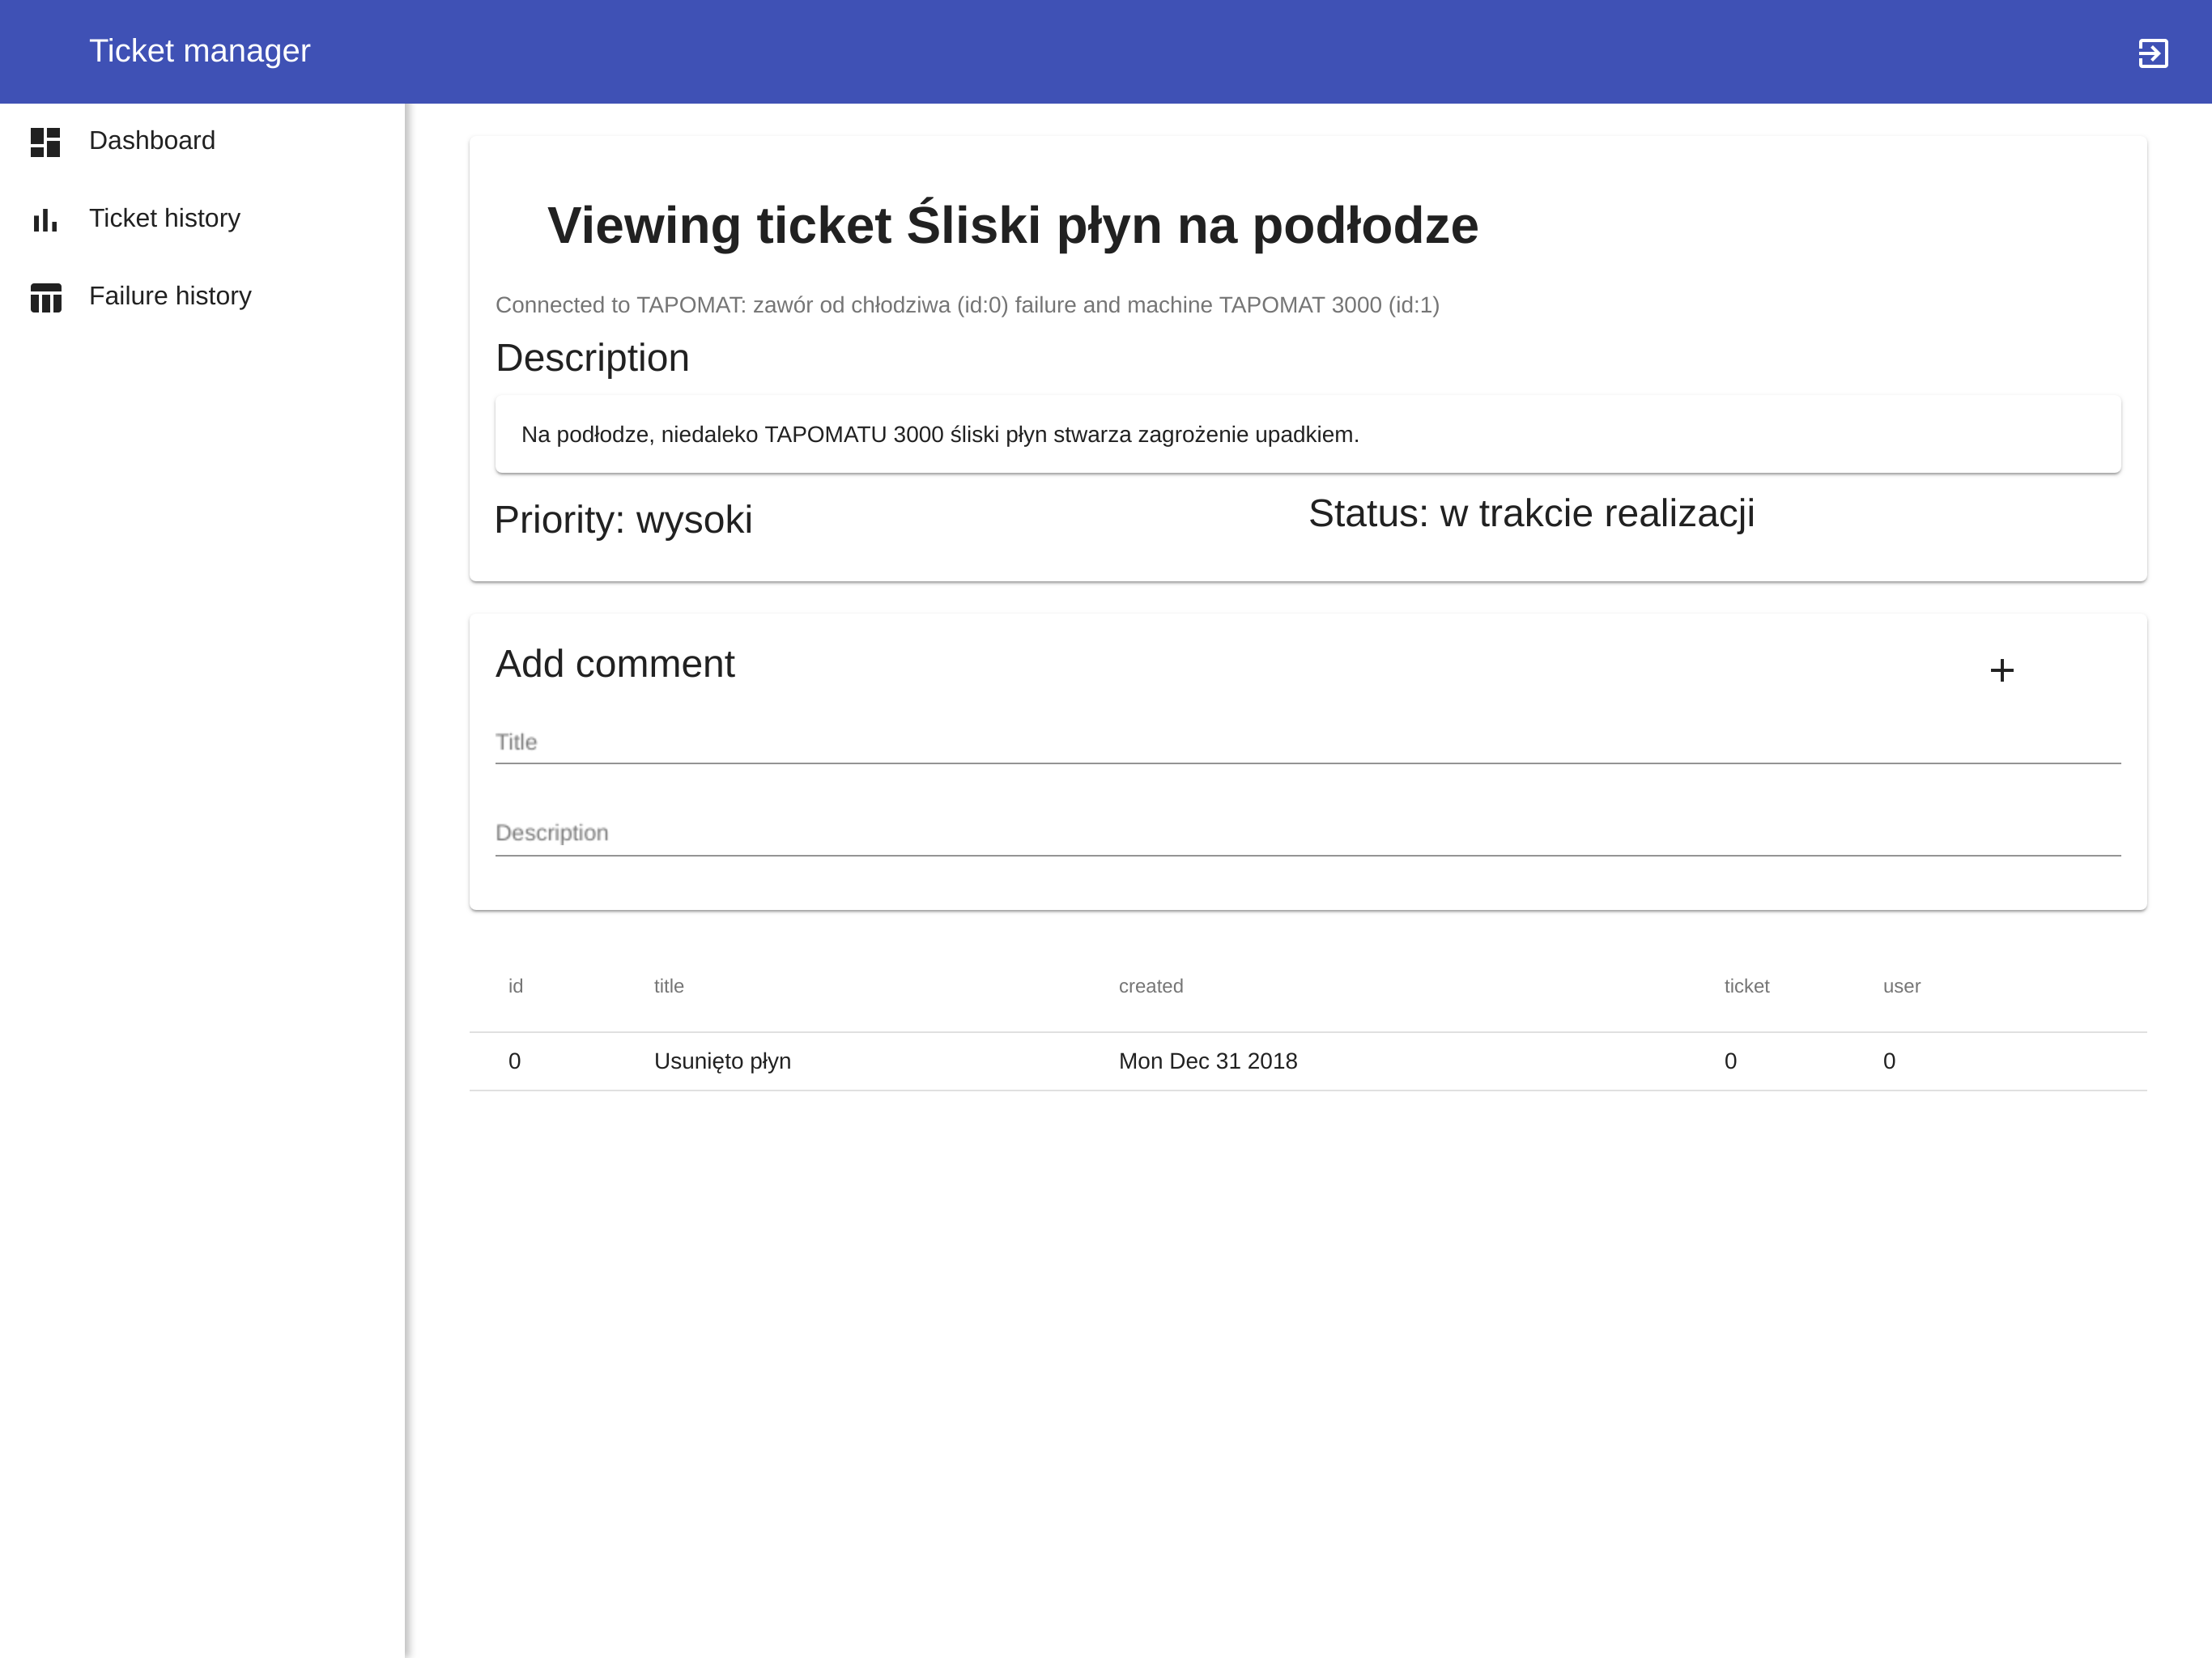 Ticket manager
Dashboard
Ticket history
Failure history
Viewing ticket Śliski płyn na podłodze
Connected to TAPOMAT: zawór od chłodziwa (id:0) failure and machine TAPOMAT 3000 (id:1)
Description
Na podłodze, niedaleko TAPOMATU 3000 śliski płyn stwarza zagrożenie upadkiem.
Priority: wysoki Status: w trakcie realizacji
Add comment
Title
Description
id title created ticket user
0 Usunięto płyn Mon Dec 31 2018 0 0